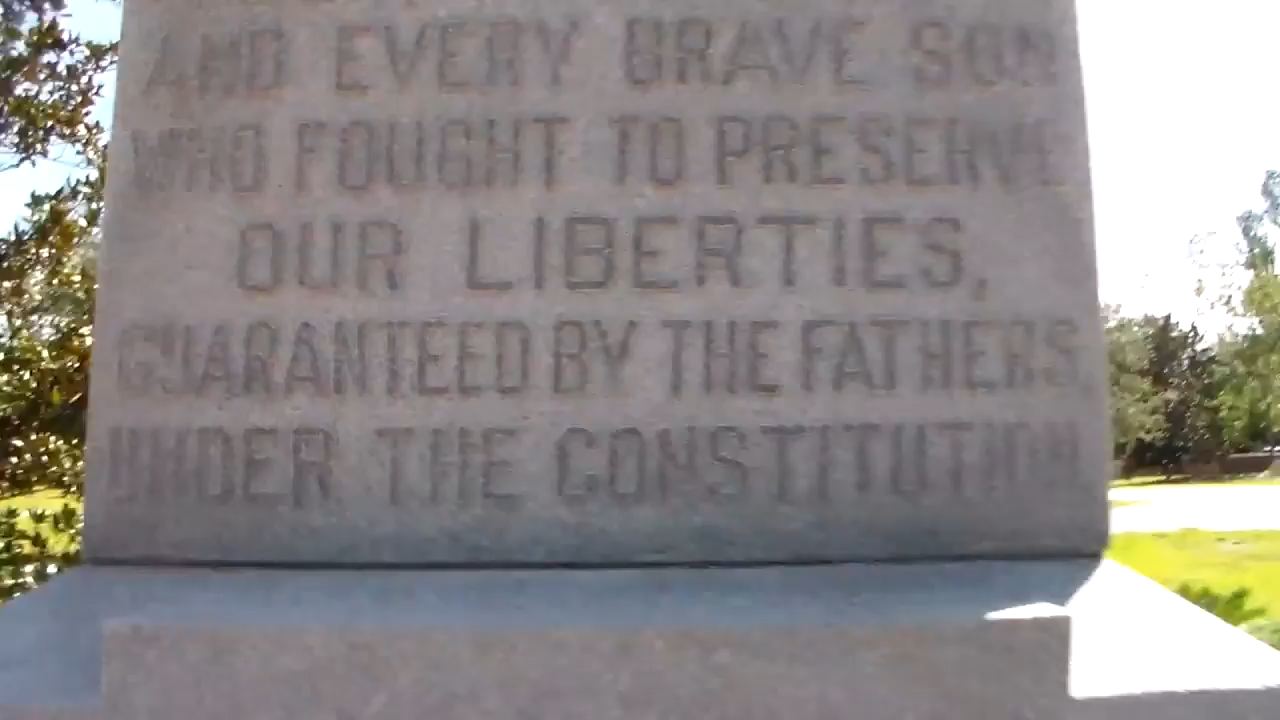 AND EVERY BRAVE SON
WHO FOUGHT TO PRESERVE
OUR LIBERTIES,
GUARANTEED BY THE FATHERS,
UNDER THE CONSTITUTION